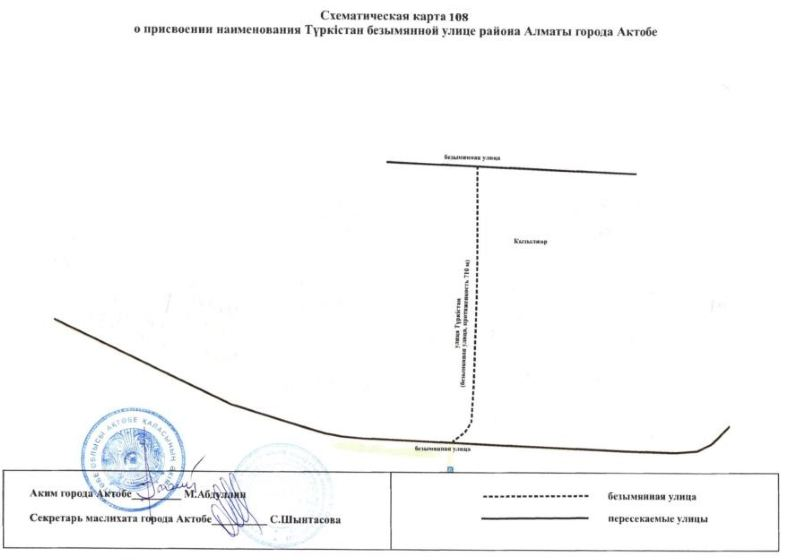 Схематическая карта 108
о присвоении наименования Түркістан безымянной улице района Алматы города Актобе
безымянная улица
Кызылжар
улица Түркістан
(безымянная улица, протяженность 710 м)
безымянная улица
Аким города Актобе М.Абдуллин
Секретарь маслихата города Актобе С.Шынтасова
безымянная улица
пересекаемые улицы